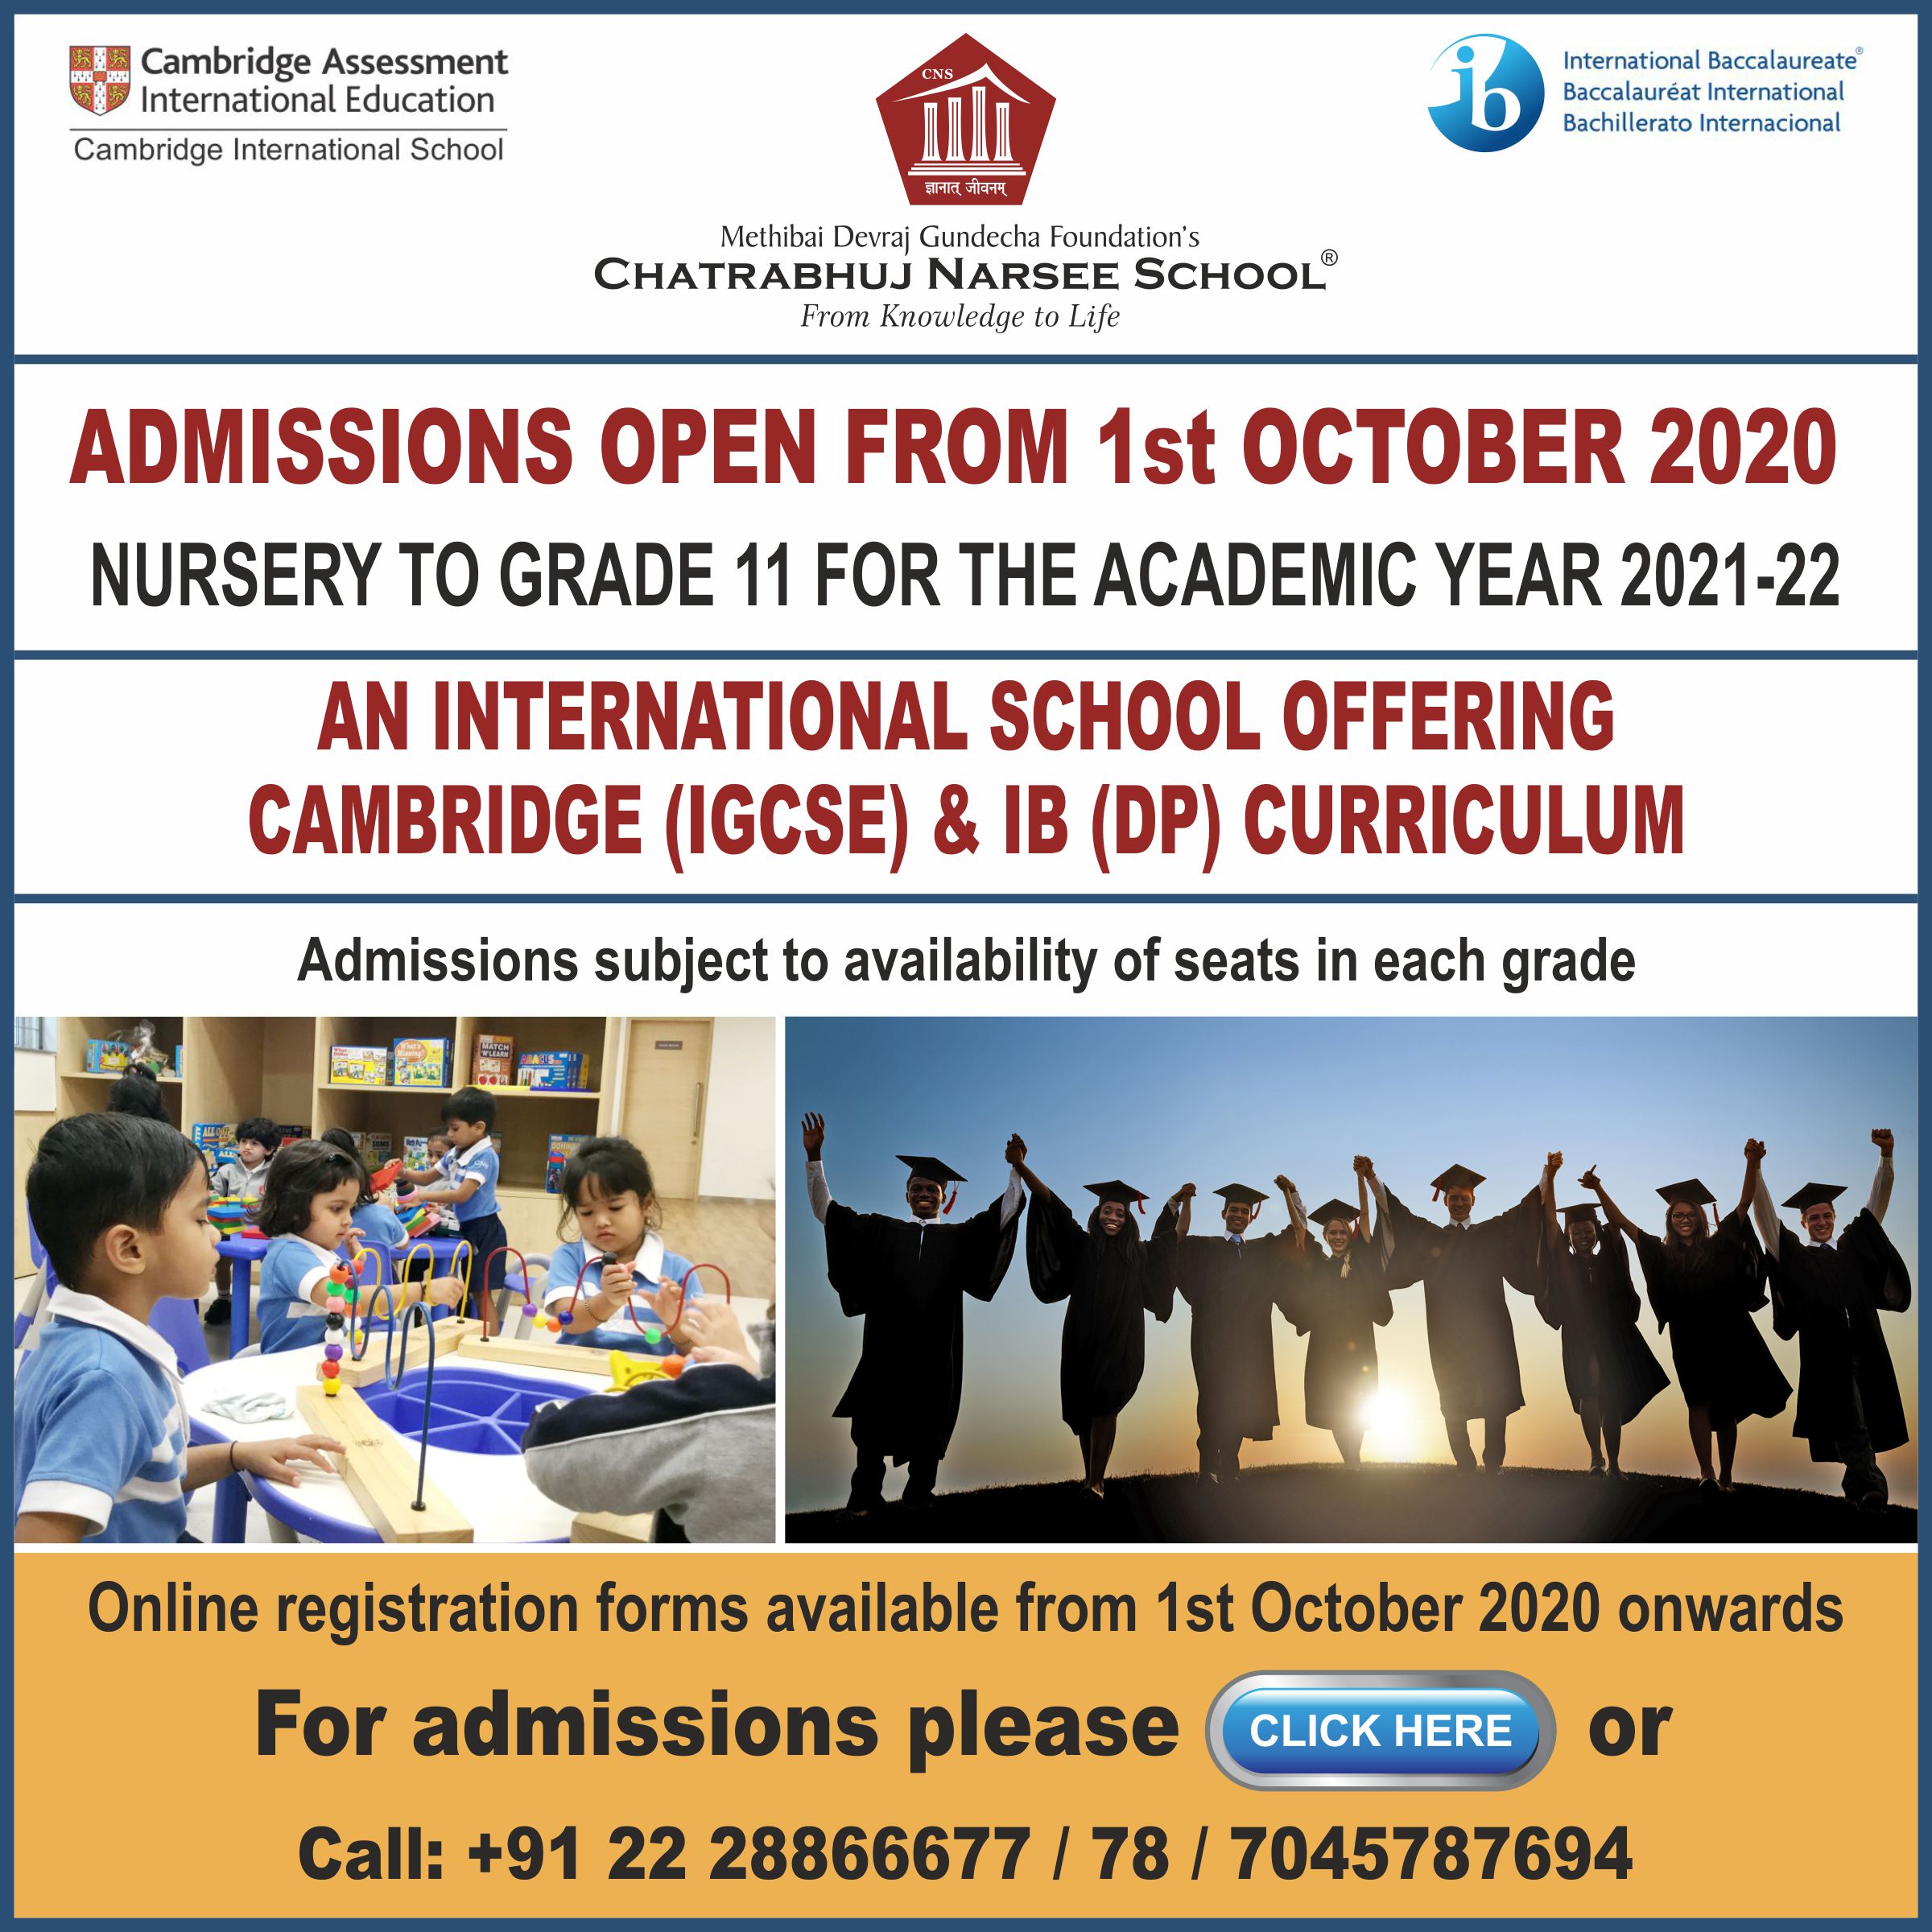 Cambridge Assessment
International Education
Cambridge International School
CNS
ज्ञानात् जीवनम्
International Baccalaureate®
Baccalauréat International
Bachillerato Internacional
Methibai Devraj Gundecha Foundation's
CHATRABHUJ NARSEE SCHOOL®
From Knowledge to Life
ADMISSIONS OPEN FROM 1st OCTOBER 2020
NURSERY TO GRADE 11 FOR THE ACADEMIC YEAR 2021-22
AN INTERNATIONAL SCHOOL OFFERING
CAMBRIDGE (IGCSE) & IB (DP) CURRICULUM
Admissions subject to availability of seats in each grade
What's
Missing?
MATCH
'N' LEARN
ABACUS
Online registration forms available from 1st October 2020 onwards
For admissions please CLICK HERE or
Call: +91 22 28866677 / 78 / 7045787694